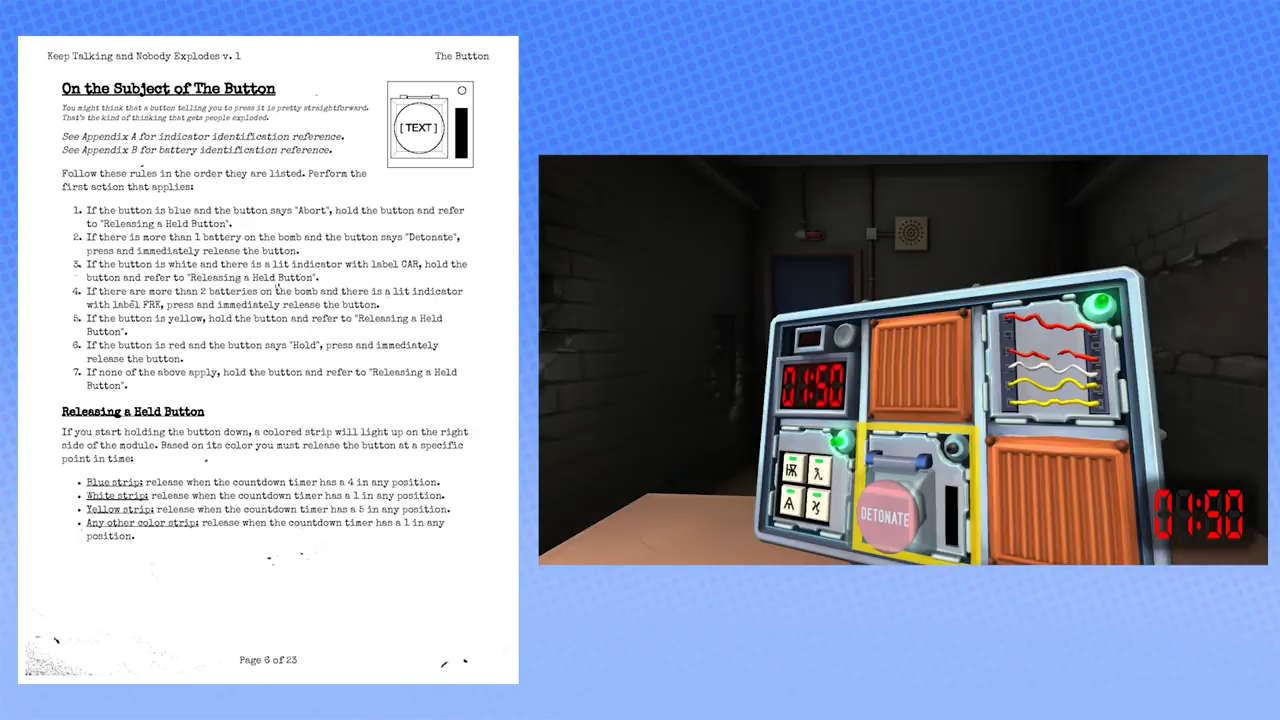 Keep Talking and Nobody Explodes v. 1
The Button
On the Subject of The Button
You might think that a button telling you to press it is pretty straightforward.
That's the kind of thinking that gets people exploded.
See Appendix A for indicator identification reference.
See Appendix B for battery identification reference.
[TEXT]
Follow these rules in the order they are listed. Perform the
first action that applies:
1. If the button is blue and the button says "Abort", hold the button and refer
to "Releasing a Held Button".
2. If there is more than 1 battery on the bomb and the button says "Detonate",
press and immediately release the button.
3. If the button is white and there is a lit indicator with label CAR, hold the
button and refer to "Releasing a Held Button".
4. If there are more than 2 batteries on the bomb and there is a lit indicator
with label FRK, press and immediately release the button.
5. If the button is yellow, hold the button and refer to "Releasing a Held
Button".
6. If the button is red and the button says "Hold", press and immediately
release the button.
7. If none of the above apply, hold the button and refer to "Releasing a Held
Button".
Releasing a Held Button
If you start holding the button down, a colored strip will light up on the right
side of the module. Based on its color you must release the button at a specific
point in time:
• Blue strip: release when the countdown timer has a 4 in any position.
• White strip: release when the countdown timer has a 1 in any position.
• Yellow strip: release when the countdown timer has a 5 in any position.
• Any other color strip: release when the countdown timer has a 1 in any
position.
Page 6 of 23
01:50
DETONATE
01:50